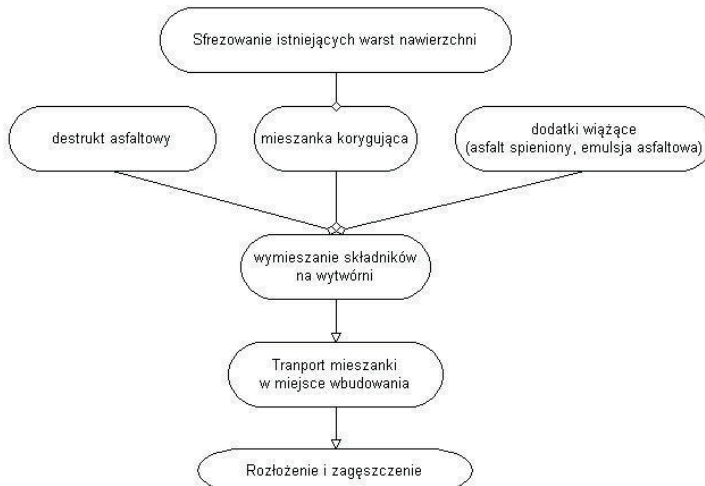 Sfrezowanie istniejących warst nawierzchni
destrukt asfaltowy
mieszanka korygująca
dodatki wiążące
(asfalt spieniony, emulsja asfaltowa)
wymieszanie składników
na wytwórni
Tranport mieszanki
w miejsce wbudowania
Rozłożenie i zagęszczenie